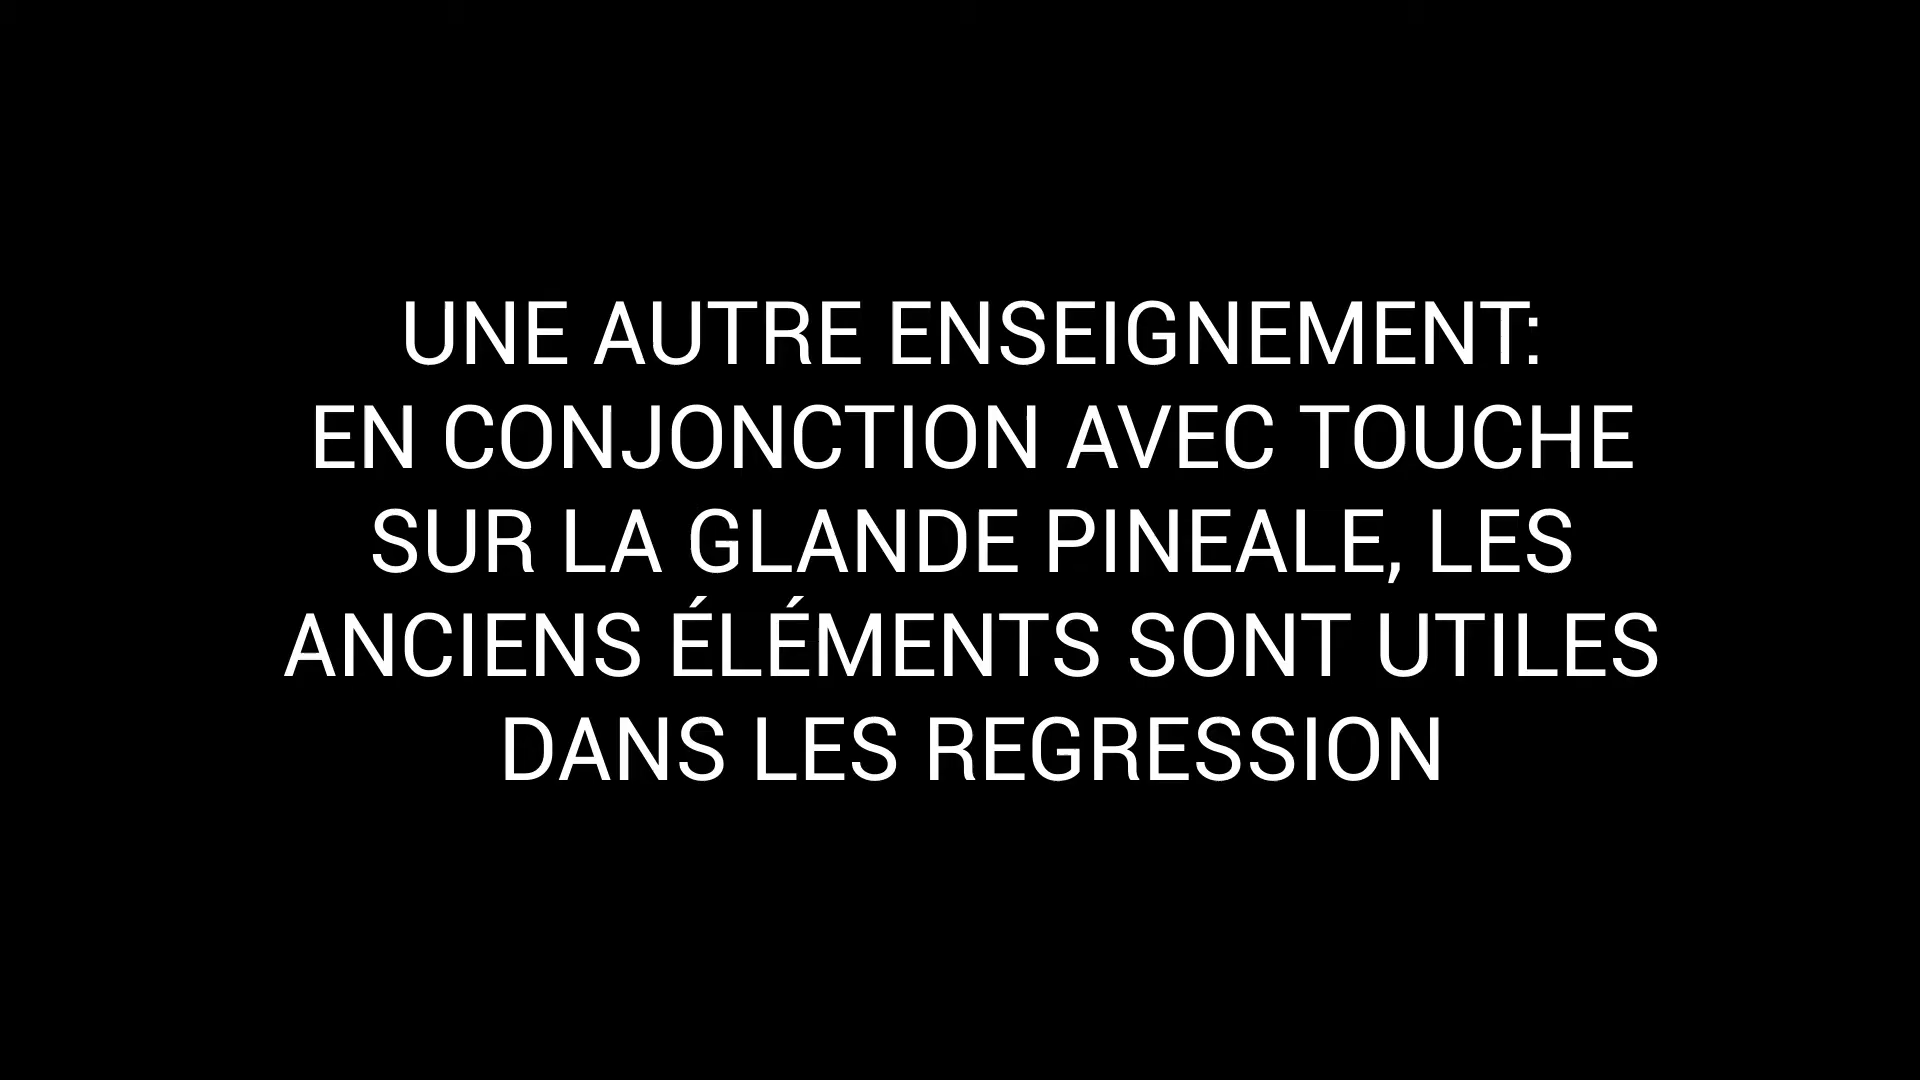 UNE AUTRE ENSEIGNEMENT:
EN CONJONCTION AVEC TOUCHE
SUR LA GLANDE PINEALE, LES
ANCIENS ÉLÉMENTS SONT UTILES
DANS LES REGRESSION